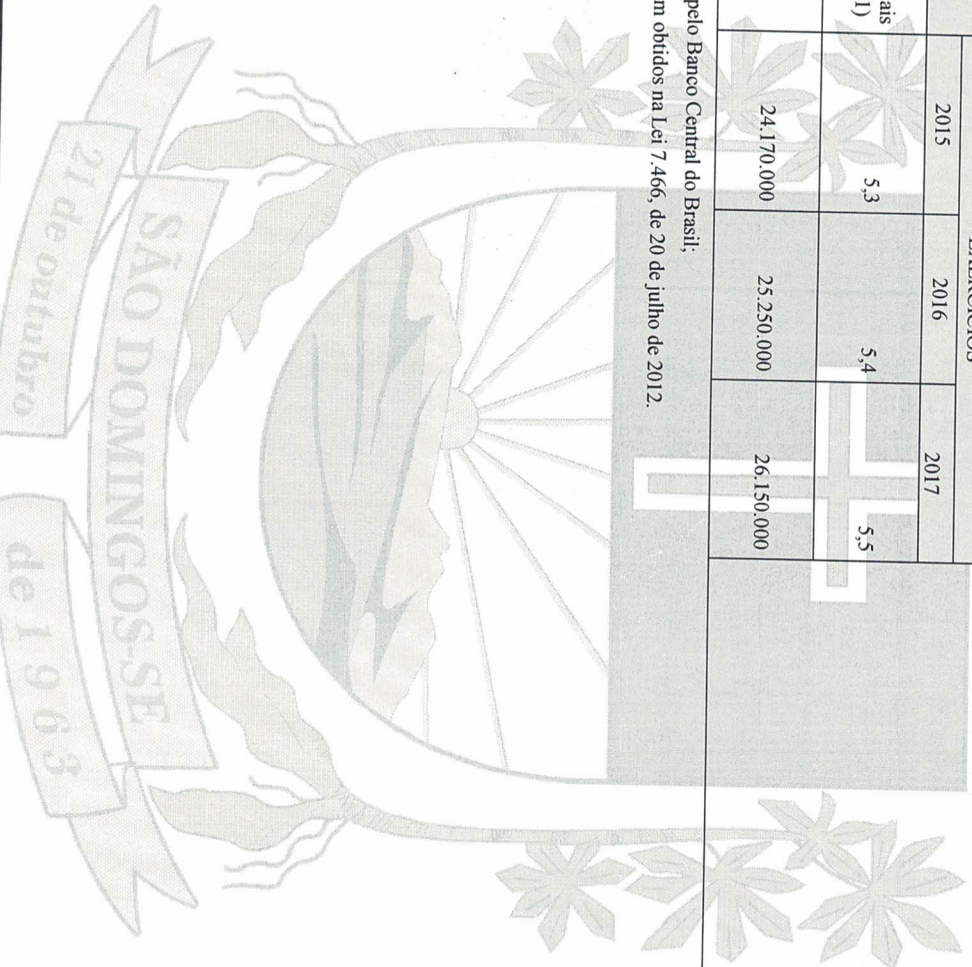 2015 2016 2017
ais
1) 5,3 5,4 5,5
24.170.000 25.250.000 26.150.000
pelo Banco Central do Brasil;
m obtidos na Lei 7.466, de 20 de julho de 2012.
SÃO DOMINGOS-SE
21 de outubro de 1963